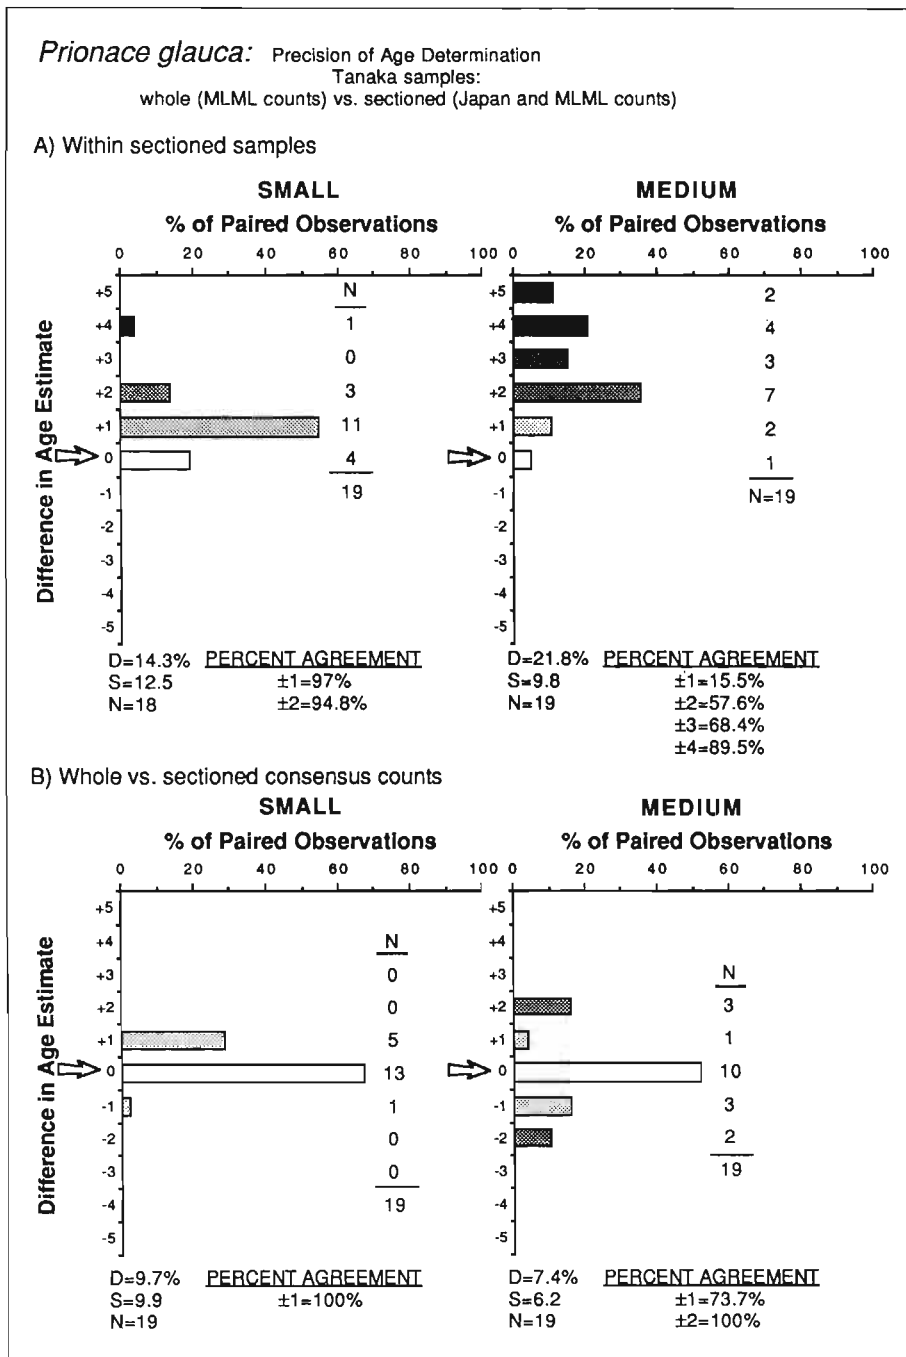 Prionace glauca: Precision of Age Determination
Tanaka samples:
whole (MLML counts) vs. sectioned (Japan and MLML counts)
A) Within sectioned samples
SMALL
% of Paired Observations
0 20 40 60 80 100
Difference in Age Estimate
+5
+4
+3
+2
+1
0
-1
-2
-3
-4
-5
N
1
0
3
11
4
19
D=14.3%
S=12.5
N=18
PERCENT AGREEMENT
±1=97%
±2=94.8%
MEDIUM
% of Paired Observations
0 20 40 60 80 100
+5
+4
+3
+2
+1
0
-1
-2
-3
-4
-5
2
4
3
7
2
1
N=19
D=21.8%
S=9.8
N=19
PERCENT AGREEMENT
±1=15.5%
±2=57.6%
±3=68.4%
±4=89.5%
B) Whole vs. sectioned consensus counts
SMALL
% of Paired Observations
0 20 40 60 80 100
Difference in Age Estimate
+5
+4
+3
+2
+1
0
-1
-2
-3
-4
-5
N
0
0
5
13
1
0
0
19
D=9.7%
S=9.9
N=19
PERCENT AGREEMENT
±1=100%
MEDIUM
% of Paired Observations
0 20 40 60 80 100
+5
+4
+3
+2
+1
0
-1
-2
-3
-4
-5
N
3
1
10
3
2
19
D=7.4%
S=6.2
N=19
PERCENT AGREEMENT
±1=73.7%
±2=100%